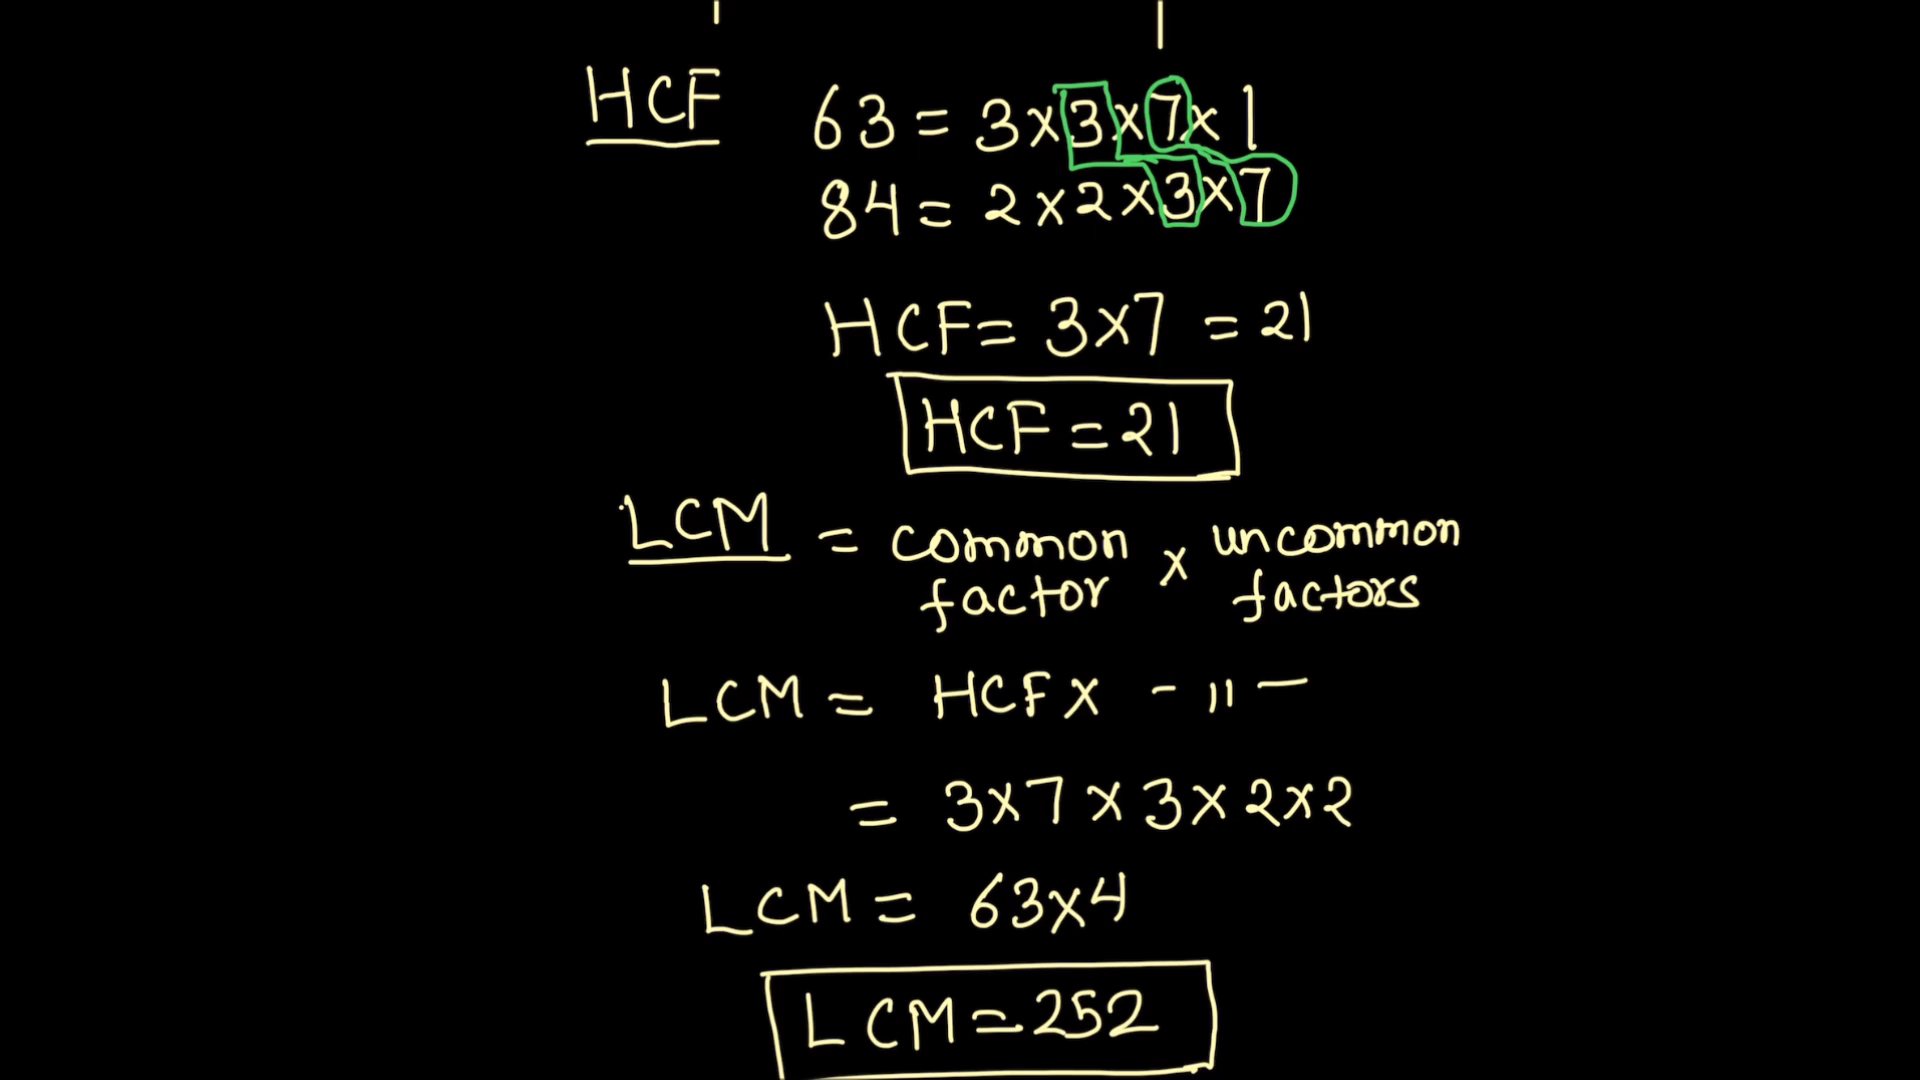 HCF 63 = 3x3x7x1
84 = 2x2x3x7
HCF= 3x7 = 21
HCF = 21
LCM = common factor x uncommon factors
LCM = HCF x - 11 -
= 3x7x3x2x2
LCM = 63x4
LCM = 252